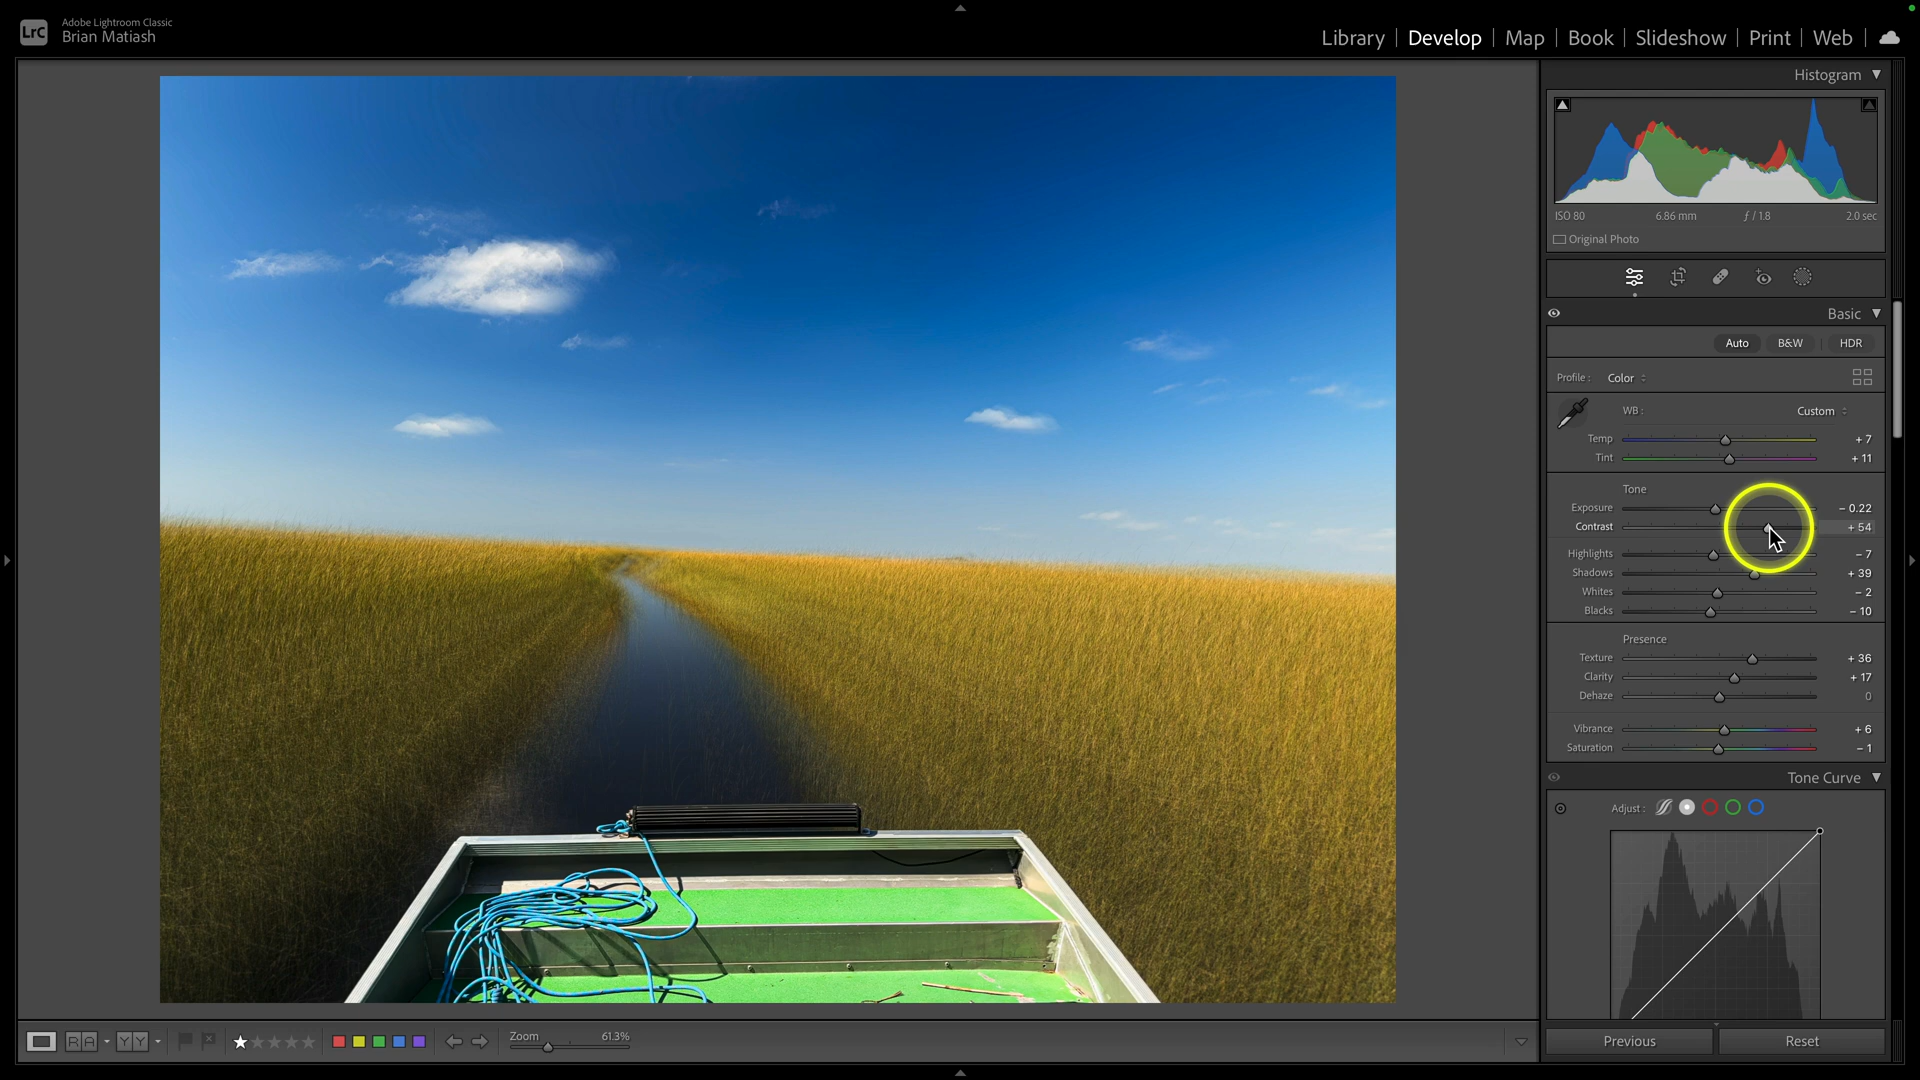 LrC
Adobe Lightroom Classic
Brian Matiash
Library | Develop | Map | Book | Slideshow | Print | Web
Histogram
ISO 80 6.86 mm ƒ / 1.8 2.0 sec
Original Photo
Basic
Auto B&W HDR
Profile : Color
WB : Custom
Temp + 7
Tint + 11
Tone
Exposure – 0.22
Contrast + 54
Highlights – 7
Shadows + 39
Whites – 2
Blacks – 10
Presence
Texture + 36
Clarity + 17
Dehaze 0
Vibrance + 6
Saturation – 1
Tone Curve
Adjust :
R A Y Y Zoom 61.3%
Previous Reset